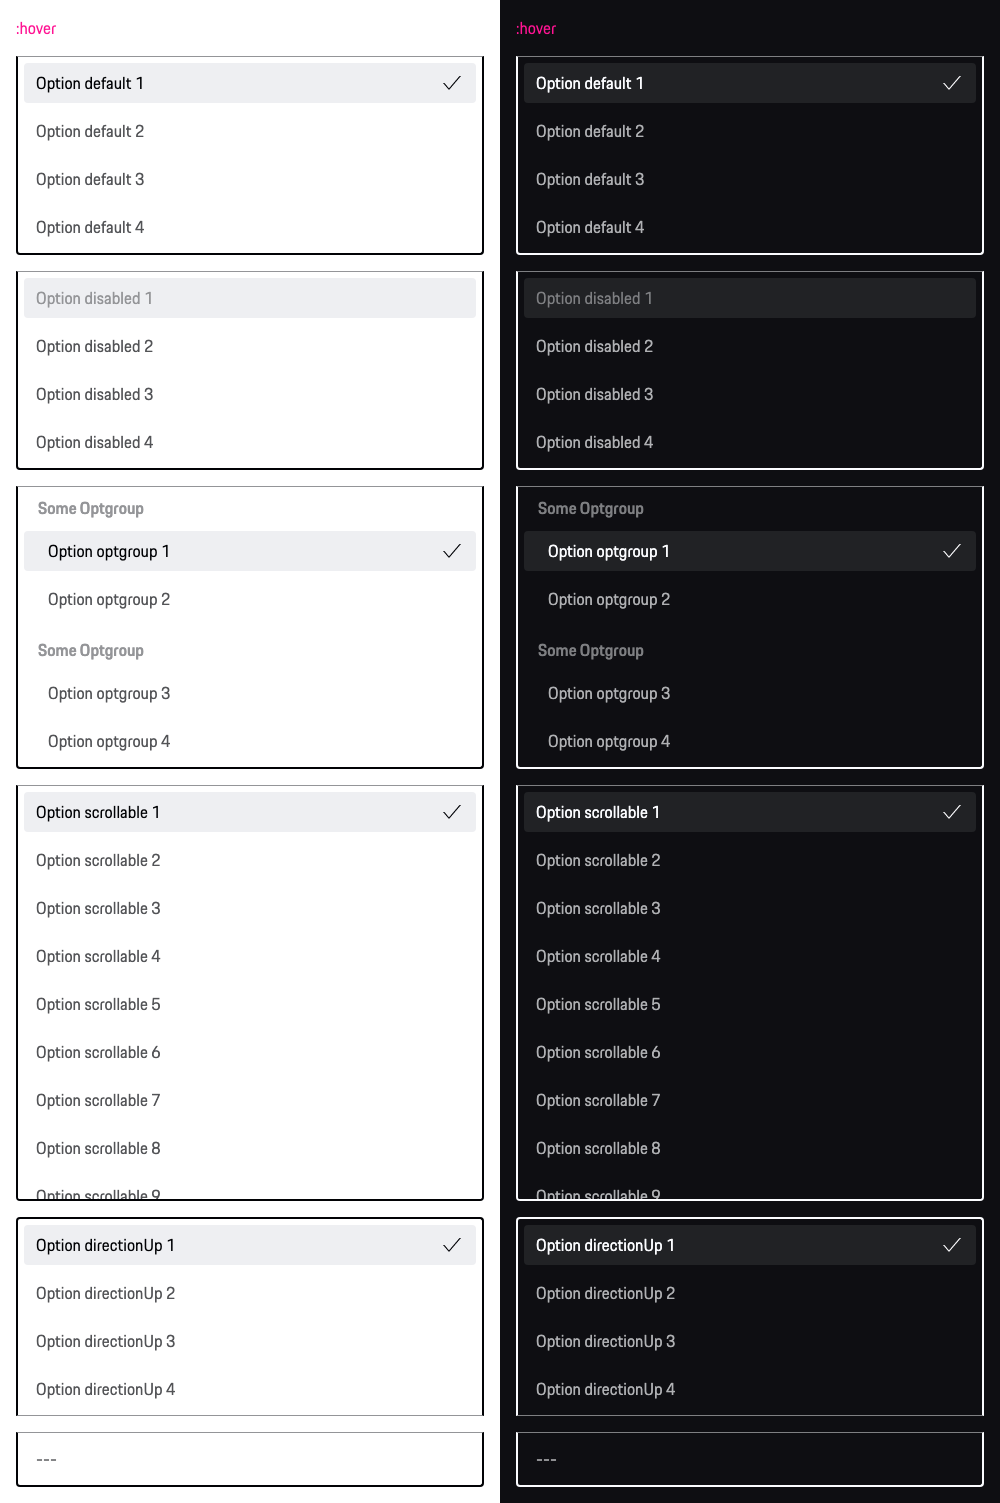 :hover
Option default 1
Option default 2
Option default 3
Option default 4
Option disabled 1
Option disabled 2
Option disabled 3
Option disabled 4
Some Optgroup
Option optgroup 1
Option optgroup 2
Some Optgroup
Option optgroup 3
Option optgroup 4
Option scrollable 1
Option scrollable 2
Option scrollable 3
Option scrollable 4
Option scrollable 5
Option scrollable 6
Option scrollable 7
Option scrollable 8
Option scrollable 9
Option directionUp 1
Option directionUp 2
Option directionUp 3
Option directionUp 4
---
:hover
Option default 1
Option default 2
Option default 3
Option default 4
Option disabled 1
Option disabled 2
Option disabled 3
Option disabled 4
Some Optgroup
Option optgroup 1
Option optgroup 2
Some Optgroup
Option optgroup 3
Option optgroup 4
Option scrollable 1
Option scrollable 2
Option scrollable 3
Option scrollable 4
Option scrollable 5
Option scrollable 6
Option scrollable 7
Option scrollable 8
Option scrollable 9
Option directionUp 1
Option directionUp 2
Option directionUp 3
Option directionUp 4
---